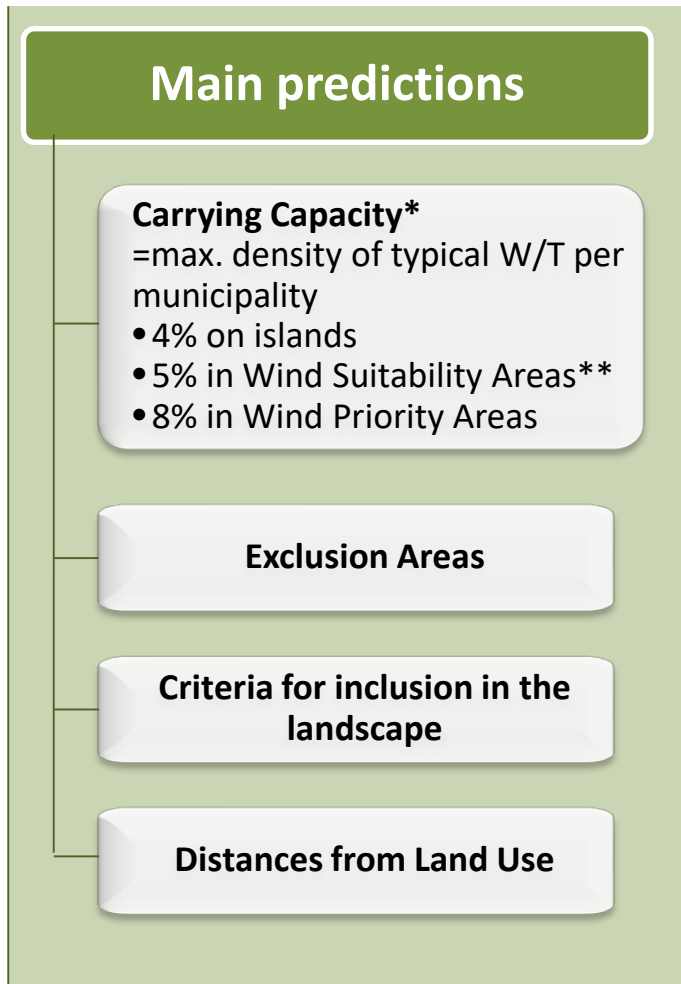 Main predictions
Carrying Capacity*
=max. density of typical W/T per
municipality
•4% on islands
•5% in Wind Suitability Areas**
•8% in Wind Priority Areas
Exclusion Areas
Criteria for inclusion in the
landscape
Distances from Land Use